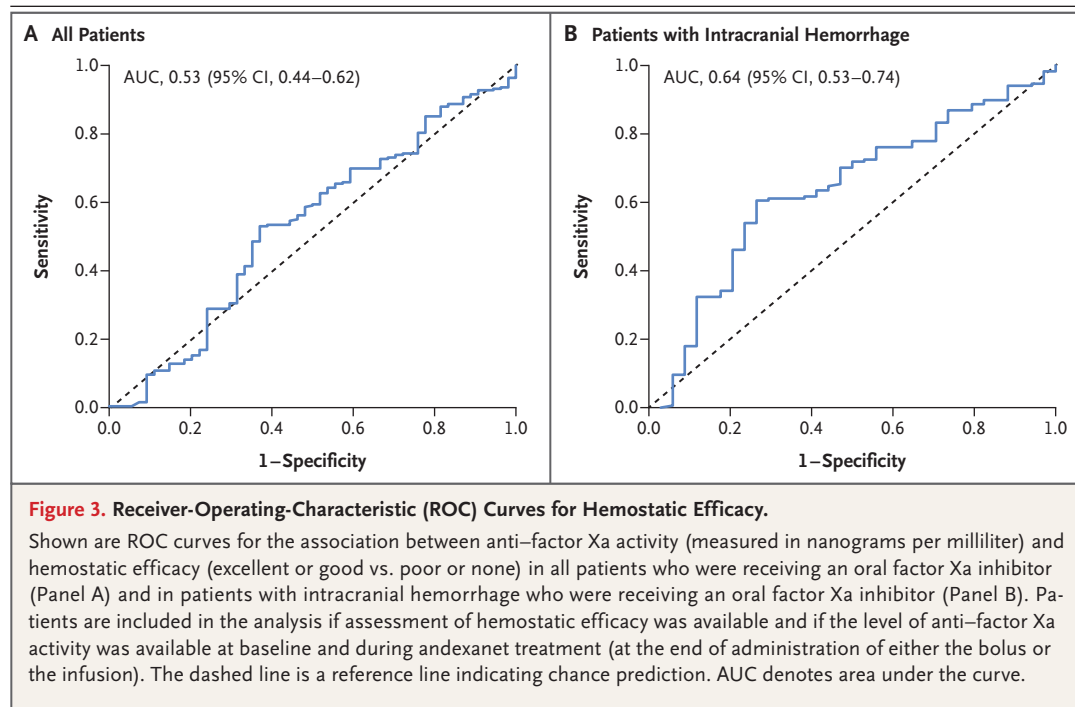 A All Patients
AUC, 0.53 (95% CI, 0.44–0.62)
1.0
0.8
0.6
0.4
0.2
0.0
Sensitivity
0.0 0.2 0.4 0.6 0.8 1.0
1–Specificity
B Patients with Intracranial Hemorrhage
AUC, 0.64 (95% CI, 0.53–0.74)
1.0
0.8
0.6
0.4
0.2
0.0
Sensitivity
0.0 0.2 0.4 0.6 0.8 1.0
1–Specificity
Figure 3. Receiver-Operating-Characteristic (ROC) Curves for Hemostatic Efficacy.
Shown are ROC curves for the association between anti–factor Xa activity (measured in nanograms per milliliter) and
hemostatic efficacy (excellent or good vs. poor or none) in all patients who were receiving an oral factor Xa inhibitor
(Panel A) and in patients with intracranial hemorrhage who were receiving an oral factor Xa inhibitor (Panel B). Pa-
tients are included in the analysis if assessment of hemostatic efficacy was available and if the level of anti–factor Xa
activity was available at baseline and during andexanet treatment (at the end of administration of either the bolus or
the infusion). The dashed line is a reference line indicating chance prediction. AUC denotes area under the curve.